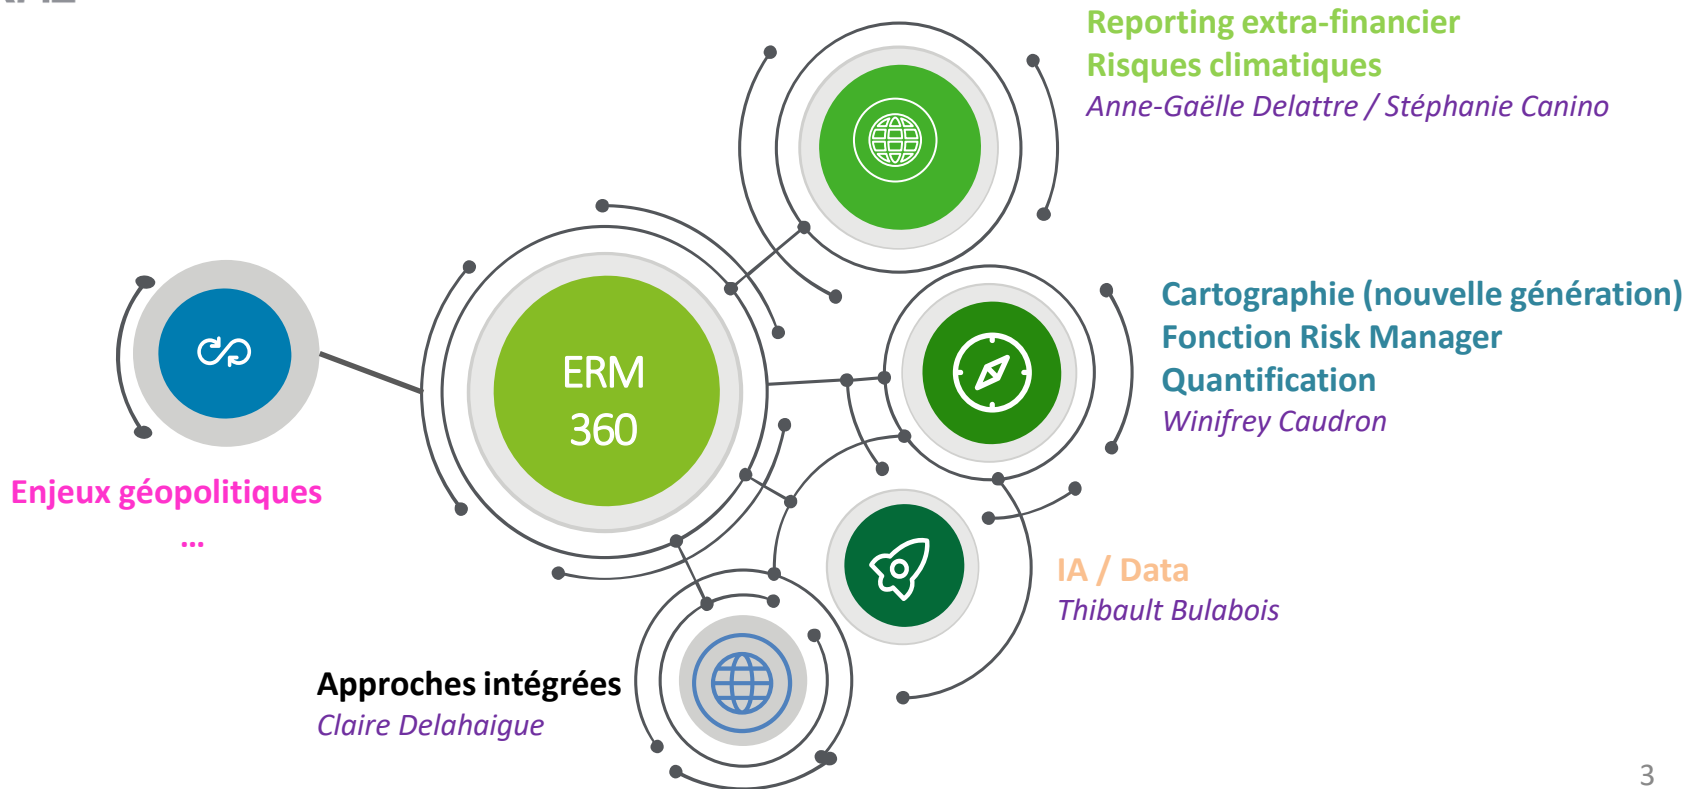 Reporting extra-financier
Risques climatiques
Anne-Gaëlle Delattre / Stéphanie Canino
Cartographie (nouvelle génération)
Fonction Risk Manager
Quantification
Winifrey Caudron
ERM
360
Enjeux géopolitiques
...
IA / Data
Thibault Bulabois
Approches intégrées
Claire Delahaigue
3